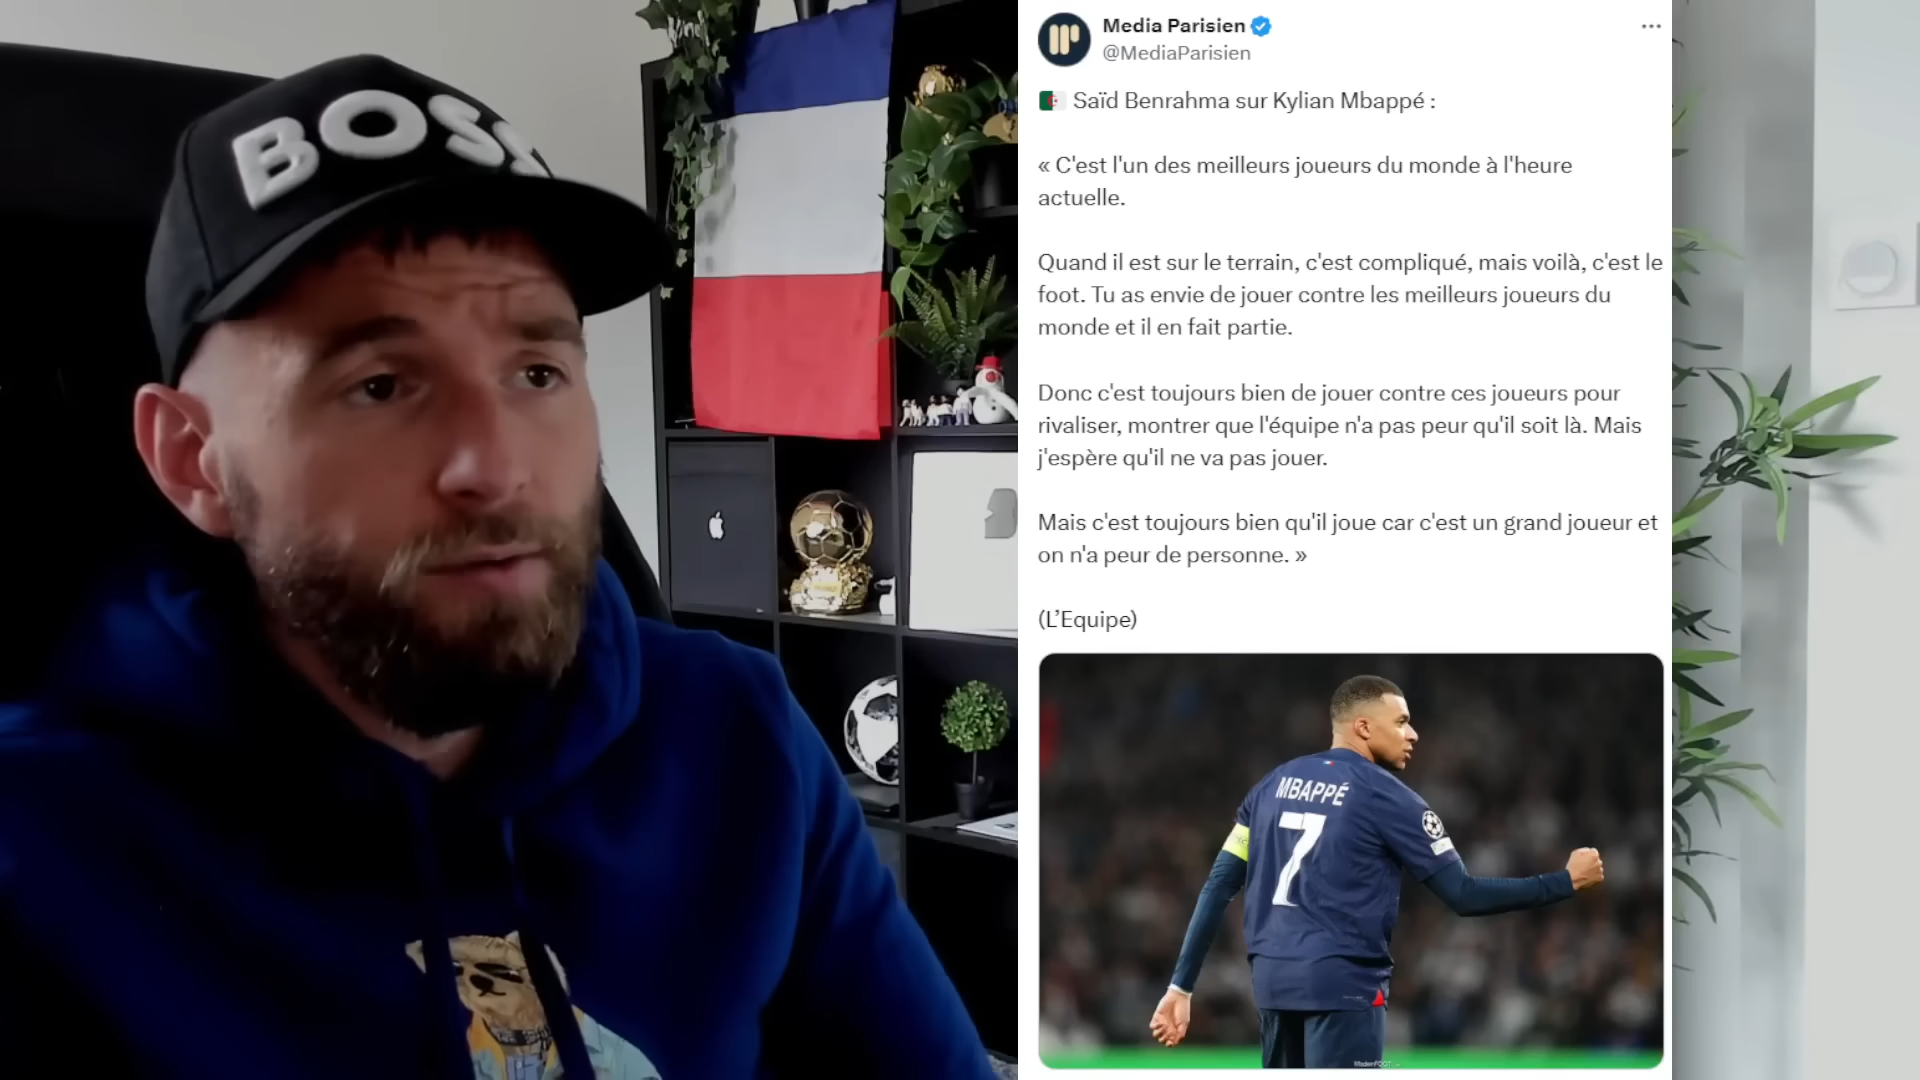 BOSS
Media Parisien
@MediaParisien
Saïd Benrahma sur Kylian Mbappé :
« C'est l'un des meilleurs joueurs du monde à l'heure
actuelle.
Quand il est sur le terrain, c'est compliqué, mais voilà, c'est le
foot. Tu as envie de jouer contre les meilleurs joueurs du
monde et il en fait partie.
Donc c'est toujours bien de jouer contre ces joueurs pour
rivaliser, montrer que l'équipe n'a pas peur qu'il soit là. Mais
j'espère qu'il ne va pas jouer.
Mais c'est toujours bien qu'il joue car c'est un grand joueur et
on n'a peur de personne. »
(L'Equipe)
MBAPPÉ
7